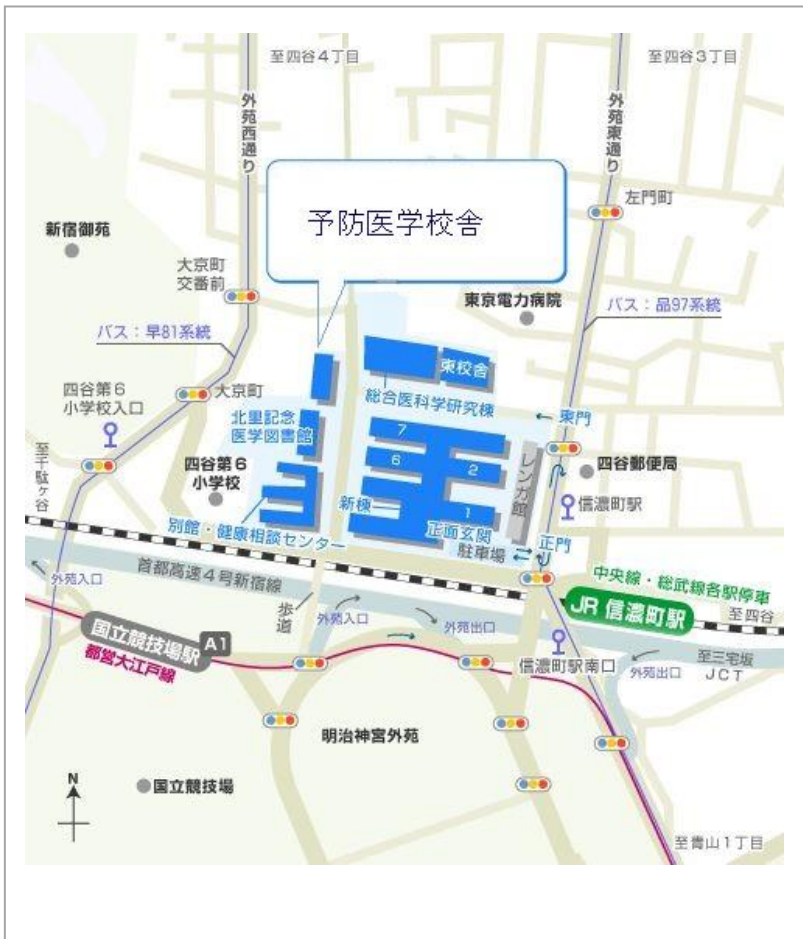 至四谷4丁目
至四谷3丁目
外苑西通り
外苑東通り
左門町
予防医学校舎
新宿御苑
大京町
交番前
東京電力病院
バス：品97系統
バス：早81系統
東校舎
総合医科学研究棟
四谷第6
小学校入口
大京町
北里記念
医学図書館
東門
7
6
2
四谷郵便局
至千駄ヶ谷
四谷第6
小学校
レンガ館
信濃町駅
新棟
1
別館・健康相談センター
正面玄関
駐車場
正門
首都高速4号新宿線
中央線・総武線各駅停車
外苑入口
JR 信濃町駅
至四谷
歩道
外苑入口
外苑出口
国立競技場駅
A1
都営大江戸線
信濃町駅南口
外苑出口
至三宅坂
JCT
明治神宮外苑
N
国立競技場
至青山1丁目